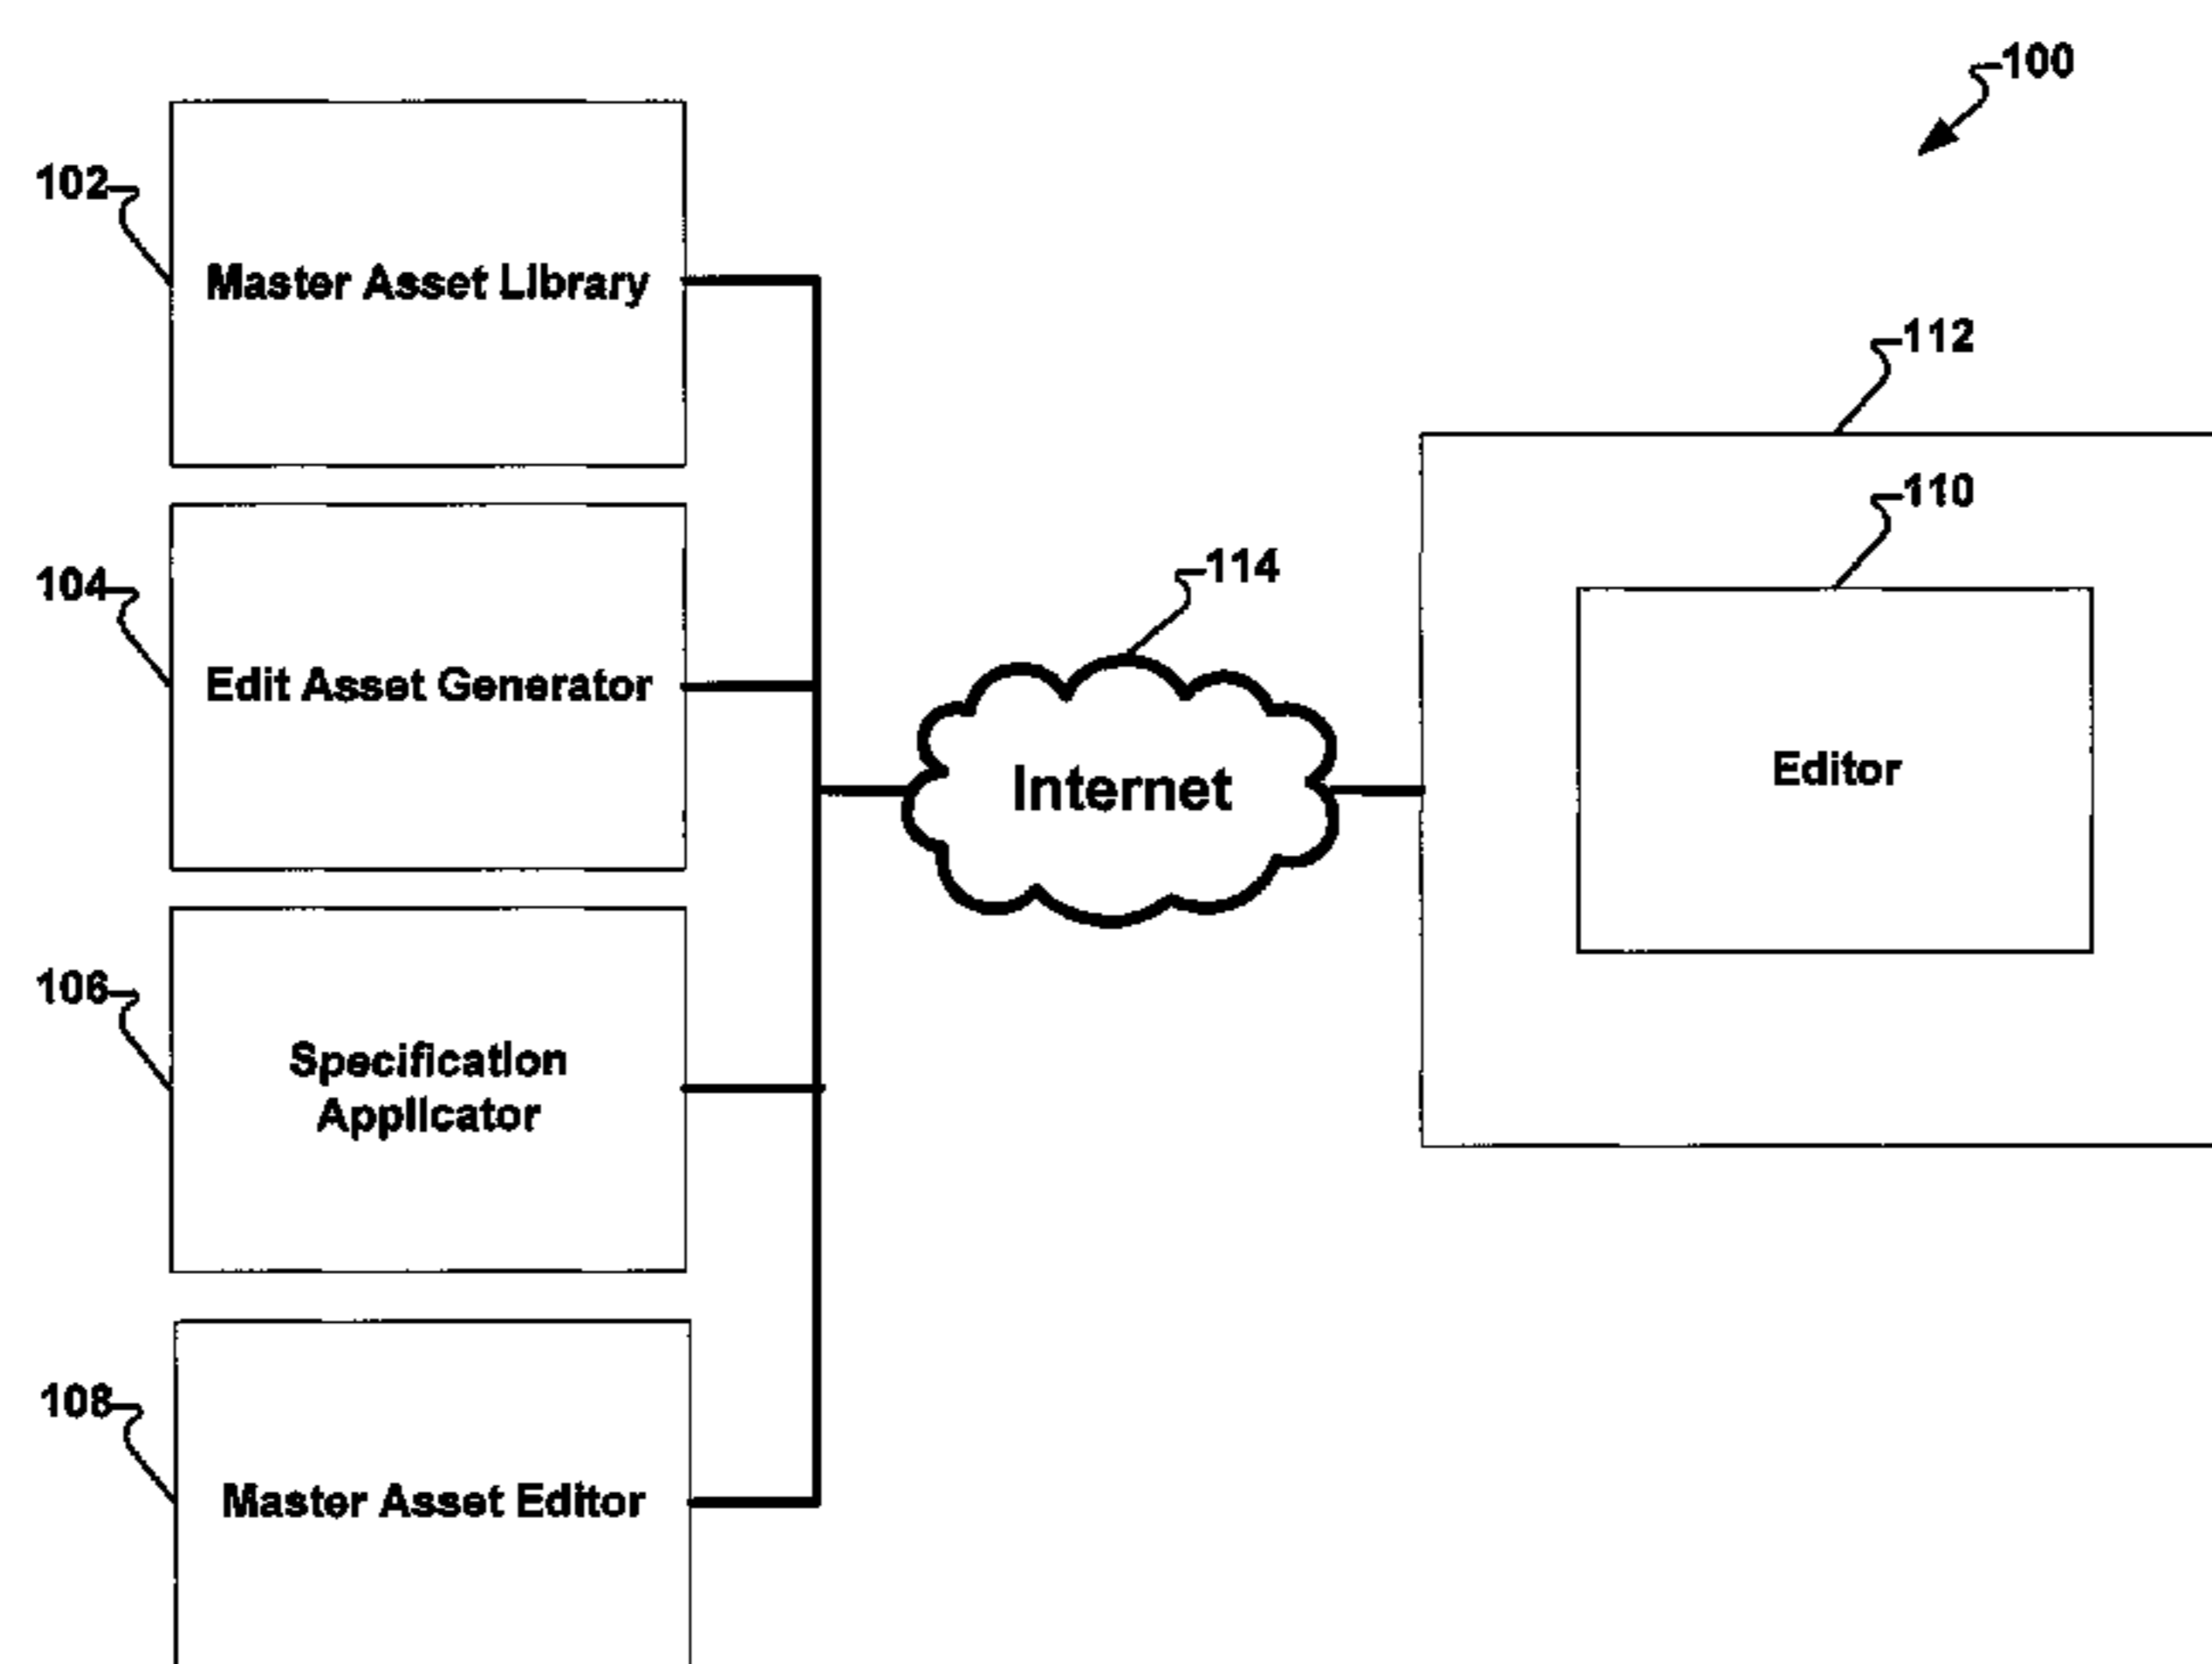 100
102
Master Asset Library
112
110
104
Edit Asset Generator
114
Internet
Editor
106
Specification
Applicator
108
Master Asset Editor